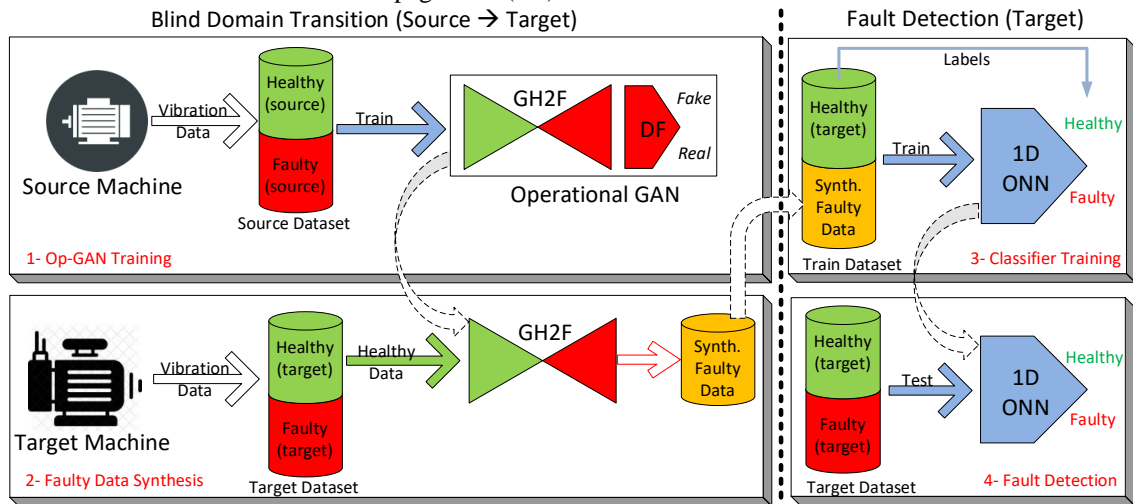 Blind Domain Transition (Source → Target)
Fault Detection (Target)
Vibration
Data
Source Machine
Healthy
(source)
Faulty
(source)
Source Dataset
Train
GH2F
DF
Fake
Real
Operational GAN
1- Op-GAN Training
Labels
Healthy
(target)
Synth.
Faulty
Data
Train Dataset
Train
1D
ONN
Healthy
Faulty
3- Classifier Training
Target Machine
Vibration
Data
Healthy
(target)
Faulty
(target)
Target Dataset
Healthy
Data
GH2F
Synth.
Faulty
Data
2- Faulty Data Synthesis
Healthy
(target)
Faulty
(target)
Target Dataset
Test
1D
ONN
Healthy
Faulty
4- Fault Detection